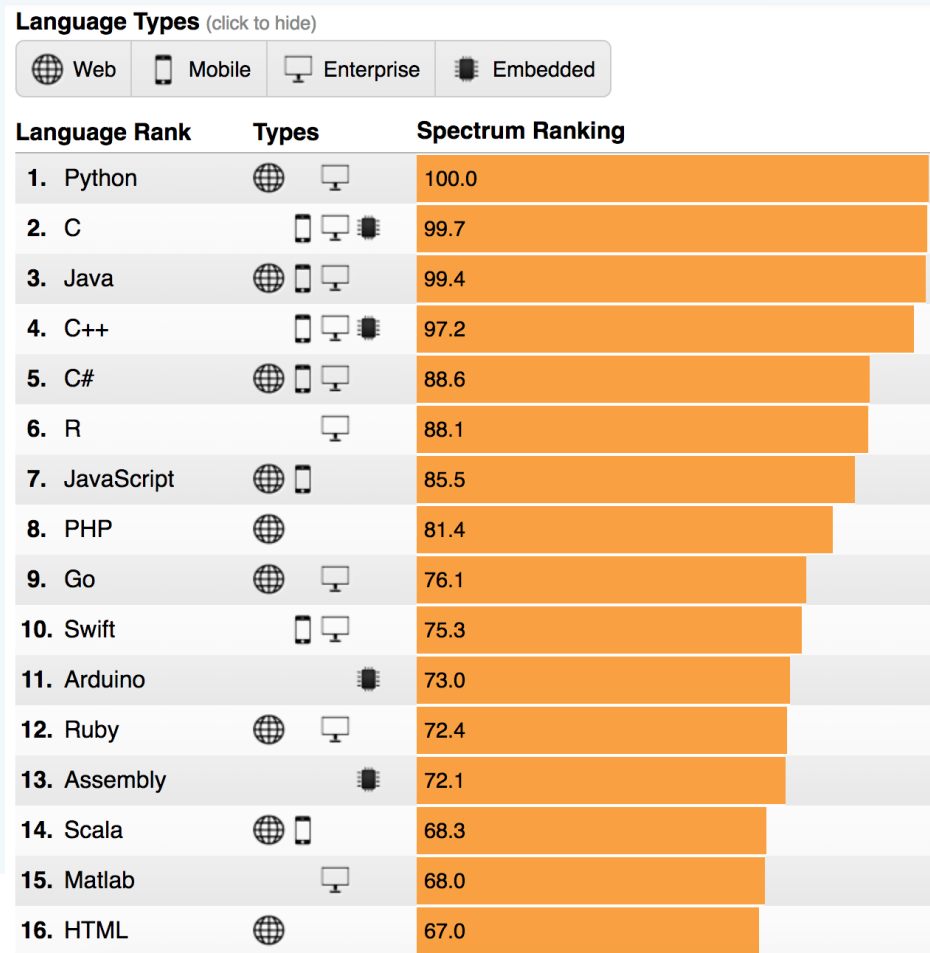 Language Types (click to hide)
Web Mobile Enterprise Embedded
Language Rank Types Spectrum Ranking
1. Python 100.0
2. C 99.7
3. Java 99.4
4. C++ 97.2
5. C# 88.6
6. R 88.1
7. JavaScript 85.5
8. PHP 81.4
9. Go 76.1
10. Swift 75.3
11. Arduino 73.0
12. Ruby 72.4
13. Assembly 72.1
14. Scala 68.3
15. Matlab 68.0
16. HTML 67.0